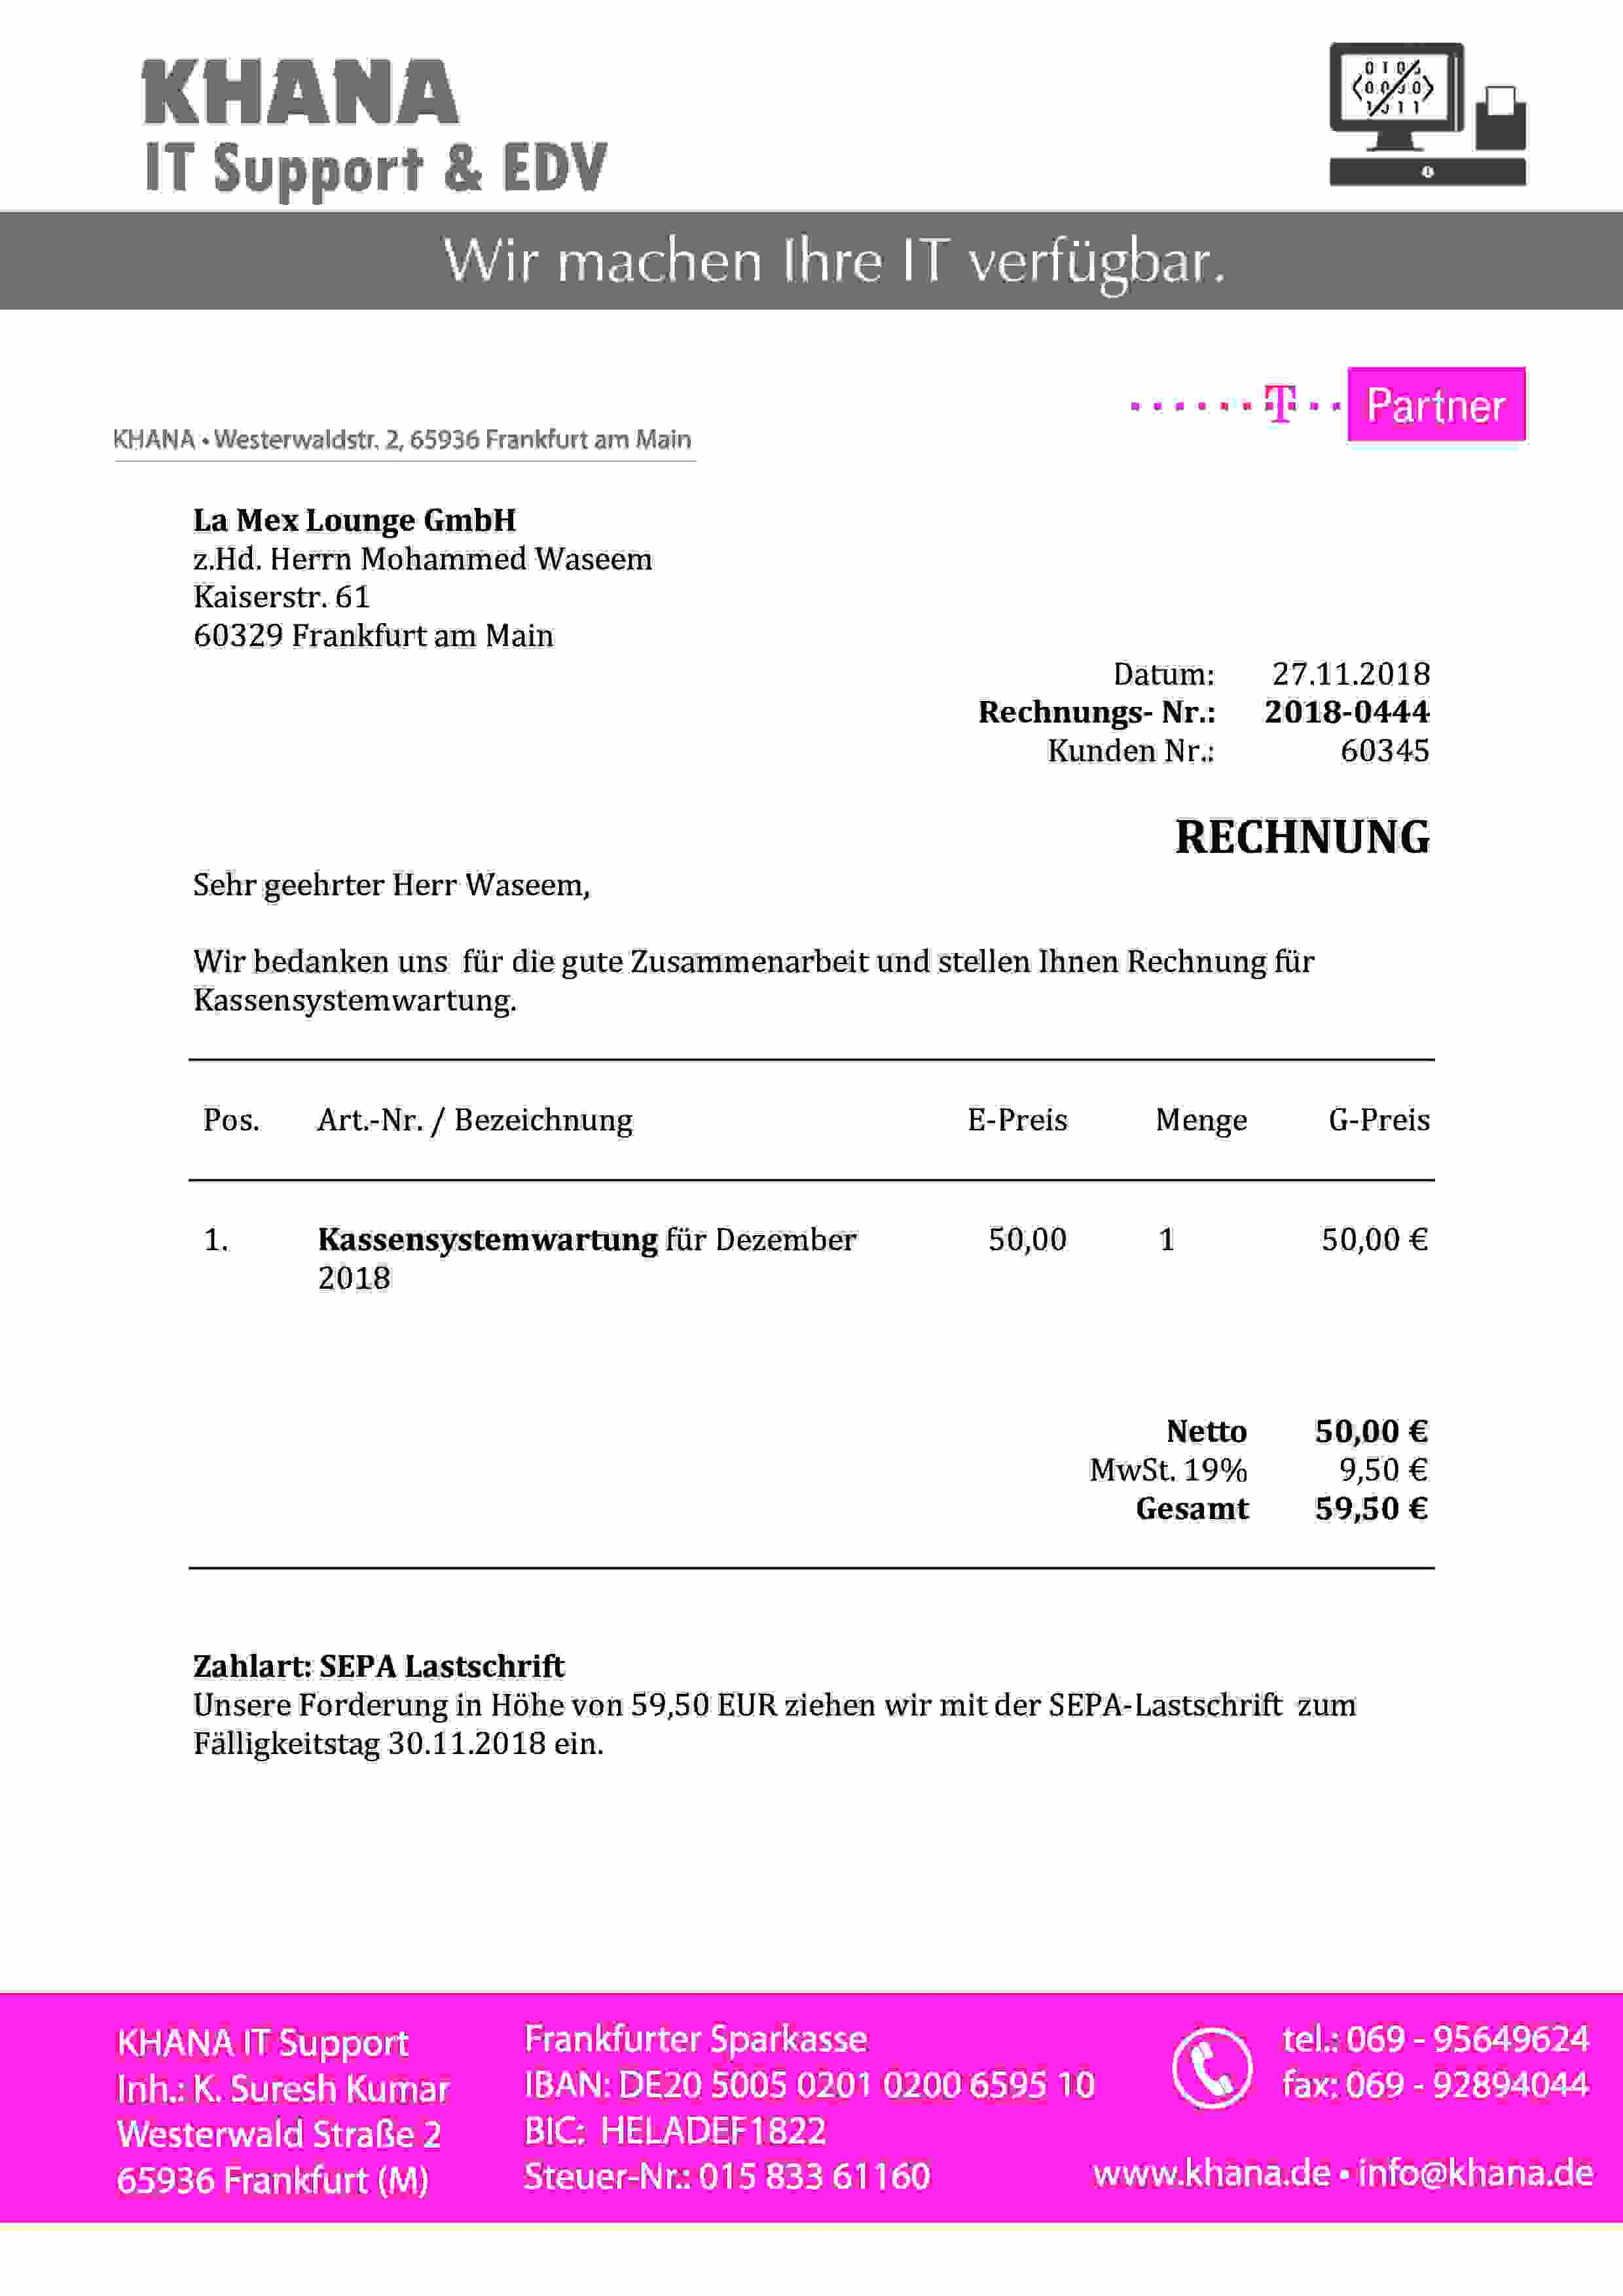 KHANA
IT Support & EDV
Wir machen Ihre IT verfügbar.
T Partner
KHANA • Westerwaldstr. 2, 65936 Frankfurt am Main
La Mex Lounge GmbH
z.Hd. Herrn Mohammed Waseem
Kaiserstr. 61
60329 Frankfurt am Main
Datum: 27.11.2018
Rechnungs- Nr.: 2018-0444
Kunden Nr.: 60345
RECHNUNG
Sehr geehrter Herr Waseem,
Wir bedanken uns für die gute Zusammenarbeit und stellen Ihnen Rechnung für
Kassensystemwartung.
Pos. Art.-Nr. / Bezeichnung E-Preis Menge G-Preis
1. Kassensystemwartung für Dezember 50,00 1 50,00 €
2018
Netto 50,00 €
MwSt. 19% 9,50 €
Gesamt 59,50 €
Zahlart: SEPA Lastschrift
Unsere Forderung in Höhe von 59,50 EUR ziehen wir mit der SEPA-Lastschrift zum
Fälligkeitstag 30.11.2018 ein.
KHANA IT Support
Inh.: K. Suresh Kumar
Westerwald Straße 2
65936 Frankfurt (M)
Frankfurter Sparkasse
IBAN: DE20 5005 0201 0200 6595 10
BIC: HELADEF1822
Steuer-Nr.: 015 833 61160
tel.: 069 - 95649624
fax: 069 - 92894044
www.khana.de • info@khana.de